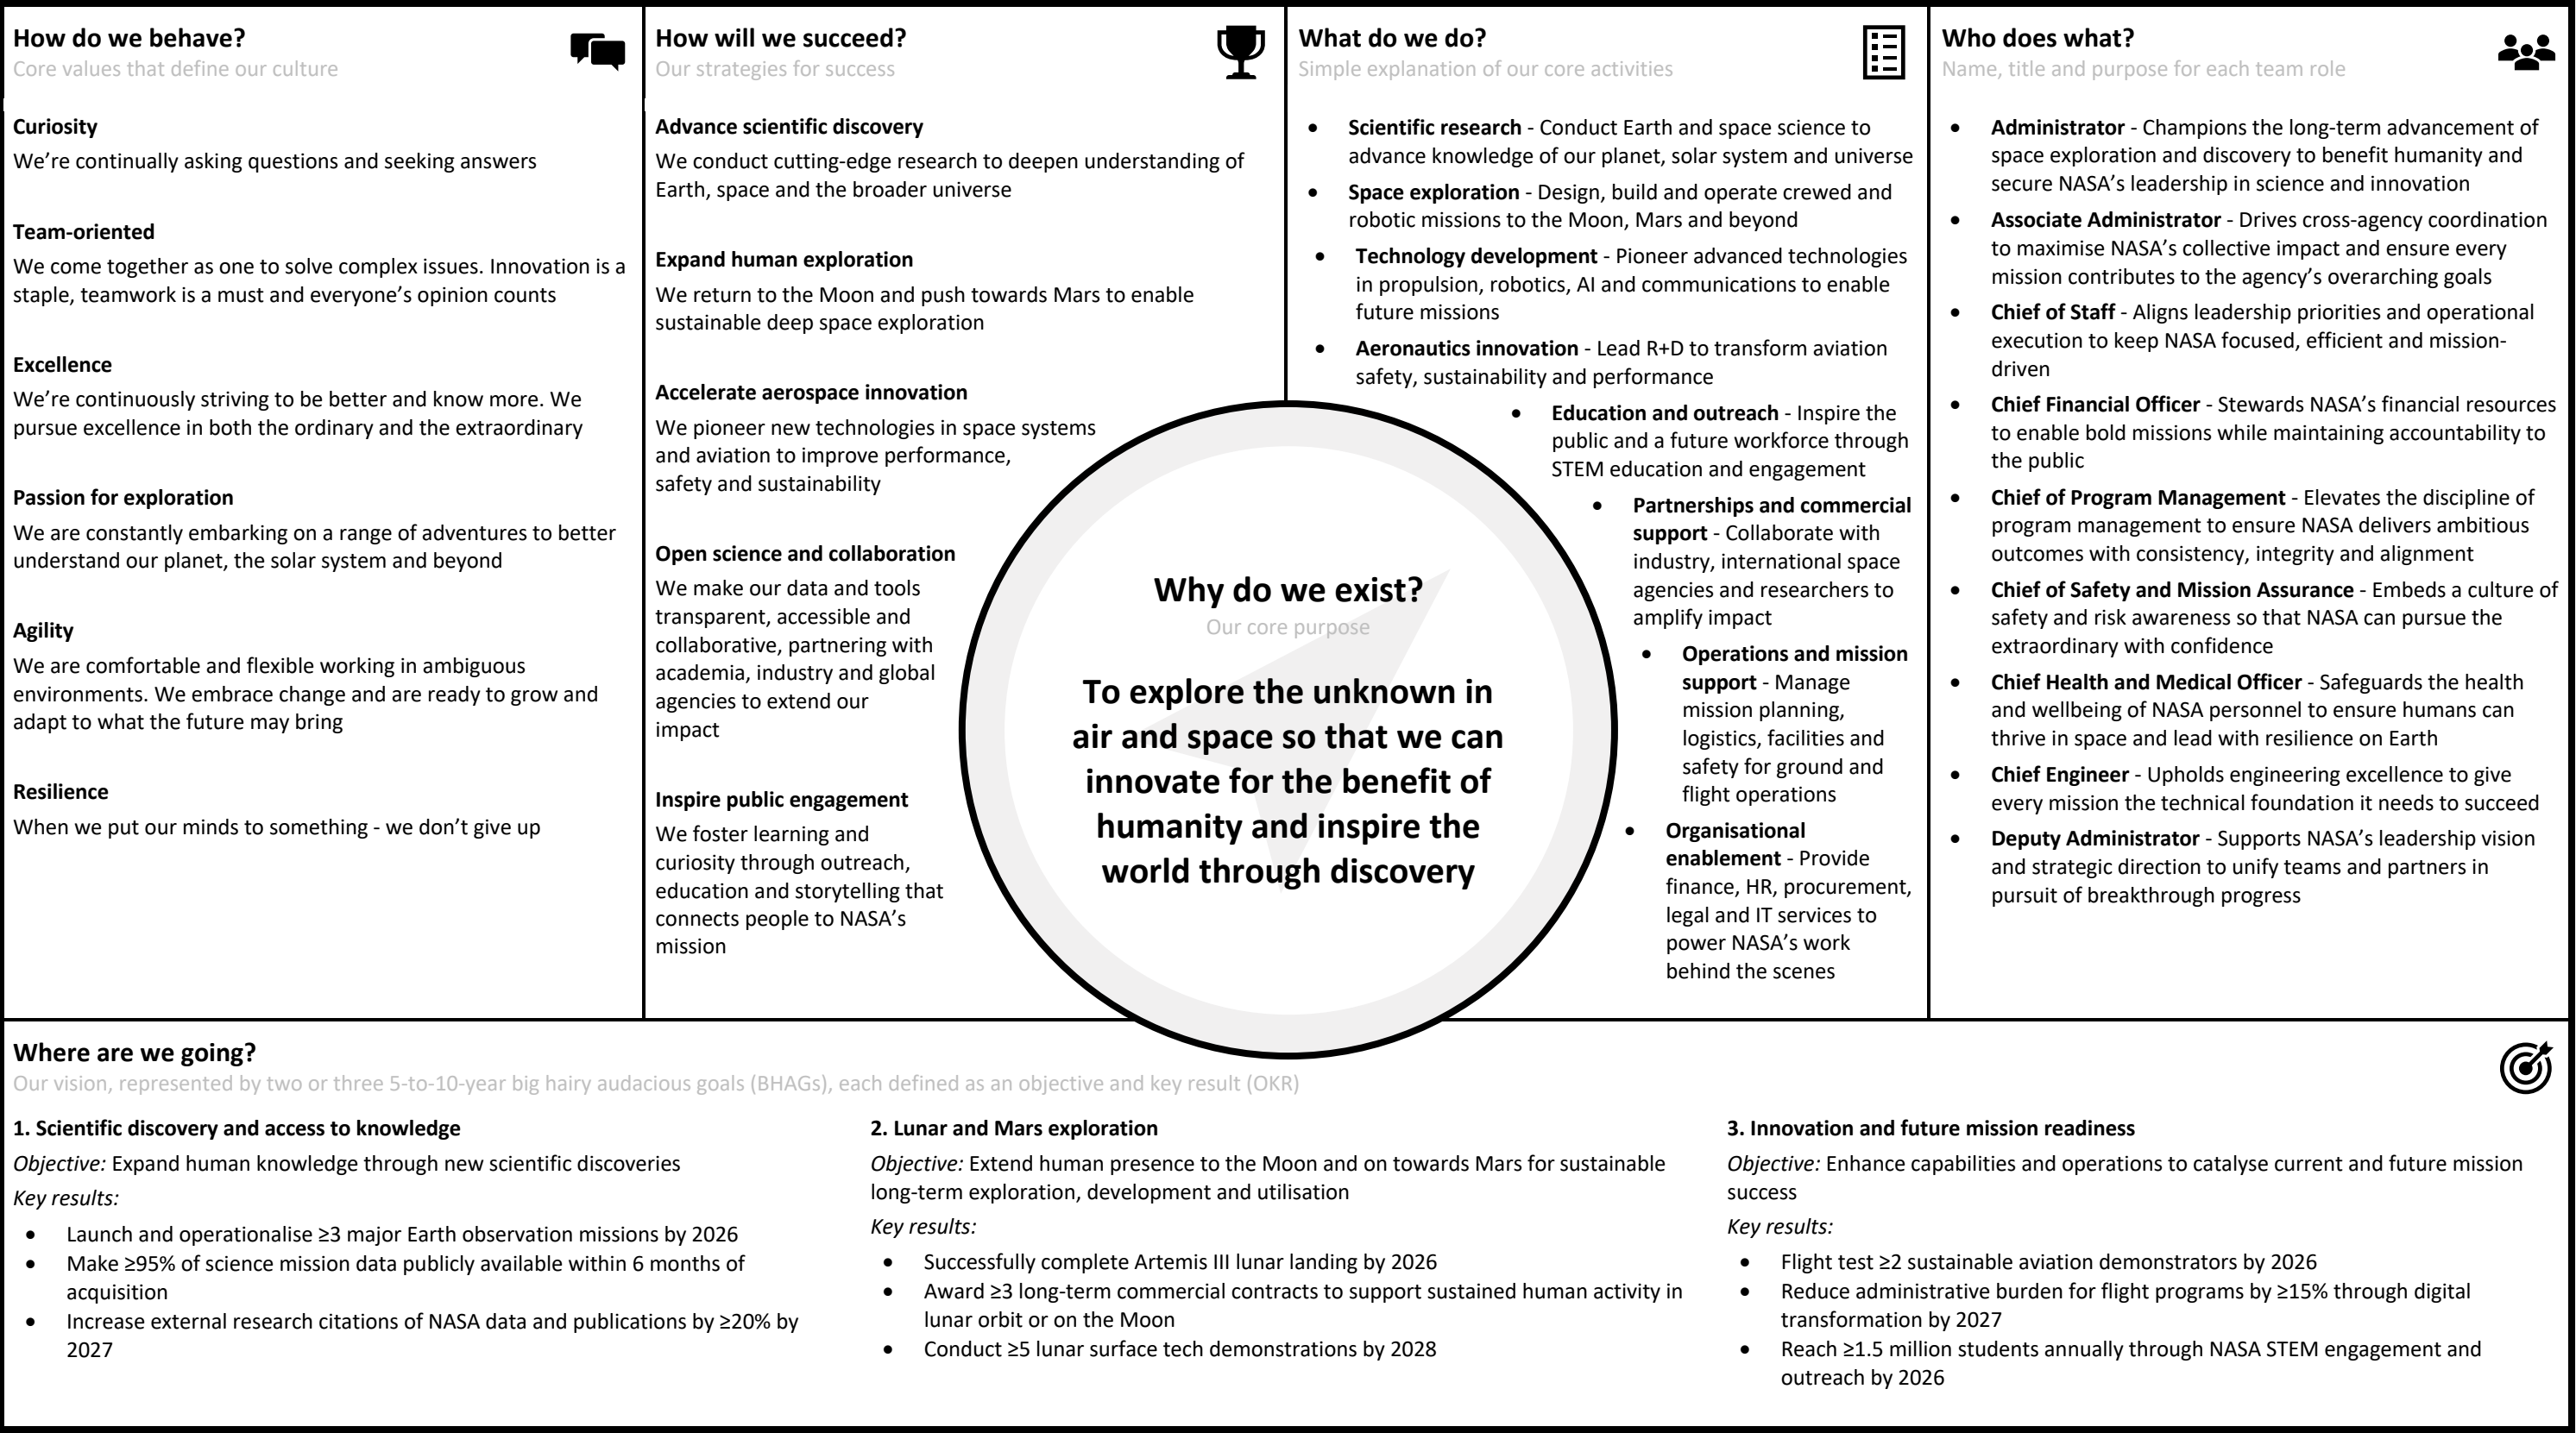 How do we behave?
Core values that define our culture
Curiosity
We’re continually asking questions and seeking answers
Team-oriented
We come together as one to solve complex issues. Innovation is a
staple, teamwork is a must and everyone’s opinion counts
Excellence
We’re continuously striving to be better and know more. We
pursue excellence in both the ordinary and the extraordinary
Passion for exploration
We are constantly embarking on a range of adventures to better
understand our planet, the solar system and beyond
Agility
We are comfortable and flexible working in ambiguous
environments. We embrace change and are ready to grow and
adapt to what the future may bring
Resilience
When we put our minds to something - we don’t give up
How will we succeed?
Our strategies for success
Advance scientific discovery
We conduct cutting-edge research to deepen understanding of
Earth, space and the broader universe
Expand human exploration
We return to the Moon and push towards Mars to enable
sustainable deep space exploration
Accelerate aerospace innovation
We pioneer new technologies in space systems
and aviation to improve performance,
safety and sustainability
Open science and collaboration
We make our data and tools
transparent, accessible and
collaborative, partnering with
academia, industry and global
agencies to extend our
impact
Inspire public engagement
We foster learning and
curiosity through outreach,
education and storytelling that
connects people to NASA’s
mission
Why do we exist?
Our core purpose
To explore the unknown in
air and space so that we can
innovate for the benefit of
humanity and inspire the
world through discovery
What do we do?
Simple explanation of our core activities
• Scientific research - Conduct Earth and space science to
advance knowledge of our planet, solar system and universe
• Space exploration - Design, build and operate crewed and
robotic missions to the Moon, Mars and beyond
• Technology development - Pioneer advanced technologies
in propulsion, robotics, AI and communications to enable
future missions
• Aeronautics innovation - Lead R+D to transform aviation
safety, sustainability and performance
• Education and outreach - Inspire the
public and a future workforce through
STEM education and engagement
• Partnerships and commercial
support - Collaborate with
industry, international space
agencies and researchers to
amplify impact
• Operations and mission
support - Manage
mission planning,
logistics, facilities and
safety for ground and
flight operations
• Organisational
enablement - Provide
finance, HR, procurement,
legal and IT services to
power NASA’s work
behind the scenes
Who does what?
Name, title and purpose for each team role
• Administrator - Champions the long-term advancement of
space exploration and discovery to benefit humanity and
secure NASA’s leadership in science and innovation
• Associate Administrator - Drives cross-agency coordination
to maximise NASA’s collective impact and ensure every
mission contributes to the agency’s overarching goals
• Chief of Staff - Aligns leadership priorities and operational
execution to keep NASA focused, efficient and mission-
driven
• Chief Financial Officer - Stewards NASA’s financial resources
to enable bold missions while maintaining accountability to
the public
• Chief of Program Management - Elevates the discipline of
program management to ensure NASA delivers ambitious
outcomes with consistency, integrity and alignment
• Chief of Safety and Mission Assurance - Embeds a culture of
safety and risk awareness so that NASA can pursue the
extraordinary with confidence
• Chief Health and Medical Officer - Safeguards the health
and wellbeing of NASA personnel to ensure humans can
thrive in space and lead with resilience on Earth
• Chief Engineer - Upholds engineering excellence to give
every mission the technical foundation it needs to succeed
• Deputy Administrator - Supports NASA’s leadership vision
and strategic direction to unify teams and partners in
pursuit of breakthrough progress
Where are we going?
Our vision, represented by two or three 5-to-10-year big hairy audacious goals (BHAGs), each defined as an objective and key result (OKR)
1. Scientific discovery and access to knowledge
Objective: Expand human knowledge through new scientific discoveries
Key results:
• Launch and operationalise ≥3 major Earth observation missions by 2026
• Make ≥95% of science mission data publicly available within 6 months of
acquisition
• Increase external research citations of NASA data and publications by ≥20% by
2027
2. Lunar and Mars exploration
Objective: Extend human presence to the Moon and on towards Mars for sustainable
long-term exploration, development and utilisation
Key results:
• Successfully complete Artemis III lunar landing by 2026
• Award ≥3 long-term commercial contracts to support sustained human activity in
lunar orbit or on the Moon
• Conduct ≥5 lunar surface tech demonstrations by 2028
3. Innovation and future mission readiness
Objective: Enhance capabilities and operations to catalyse current and future mission
success
Key results:
• Flight test ≥2 sustainable aviation demonstrators by 2026
• Reduce administrative burden for flight programs by ≥15% through digital
transformation by 2027
• Reach ≥1.5 million students annually through NASA STEM engagement and
outreach by 2026